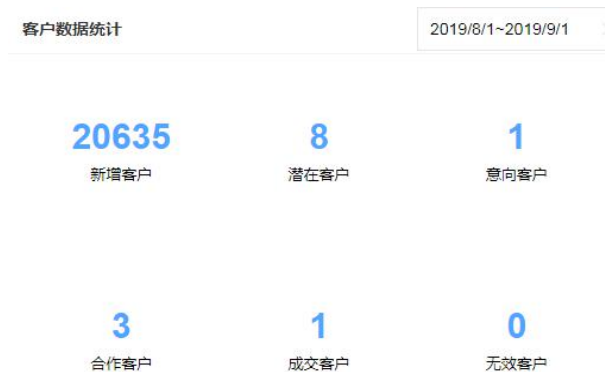 客户数据统计
2019/8/1~2019/9/1
20635
8
1
新增客户
潜在客户
意向客户
3
1
0
合作客户
成交客户
无效客户